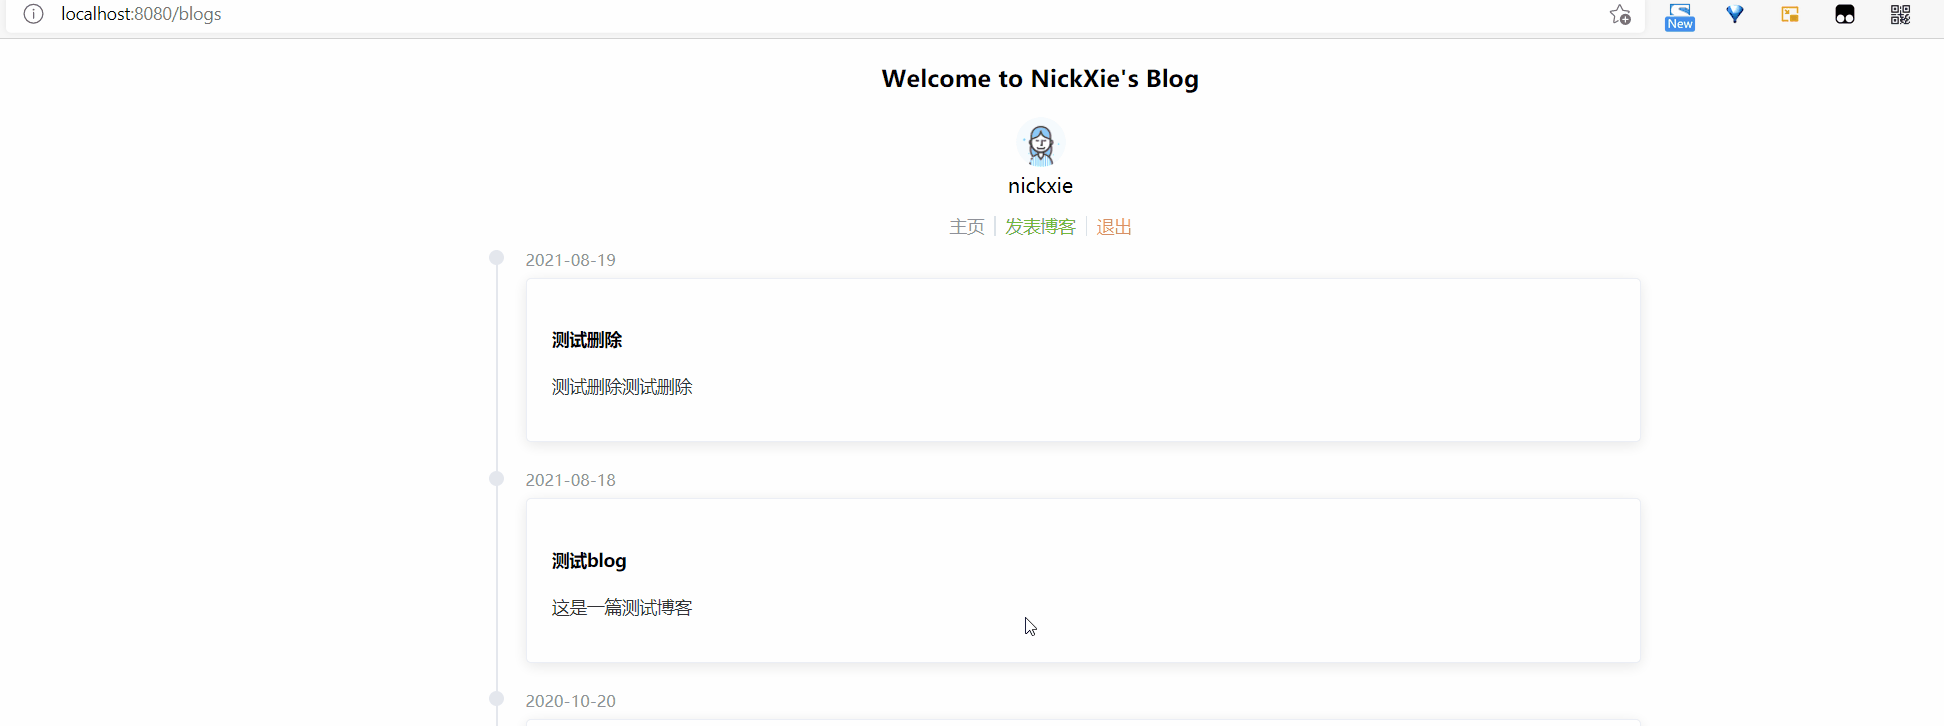 localhost:8080/blogs
New
Welcome to NickXie's Blog
nickxie
主页 发表博客 退出
2021-08-19
测试删除
测试删除测试删除
2021-08-18
测试blog
这是一篇测试博客
2020-10-20